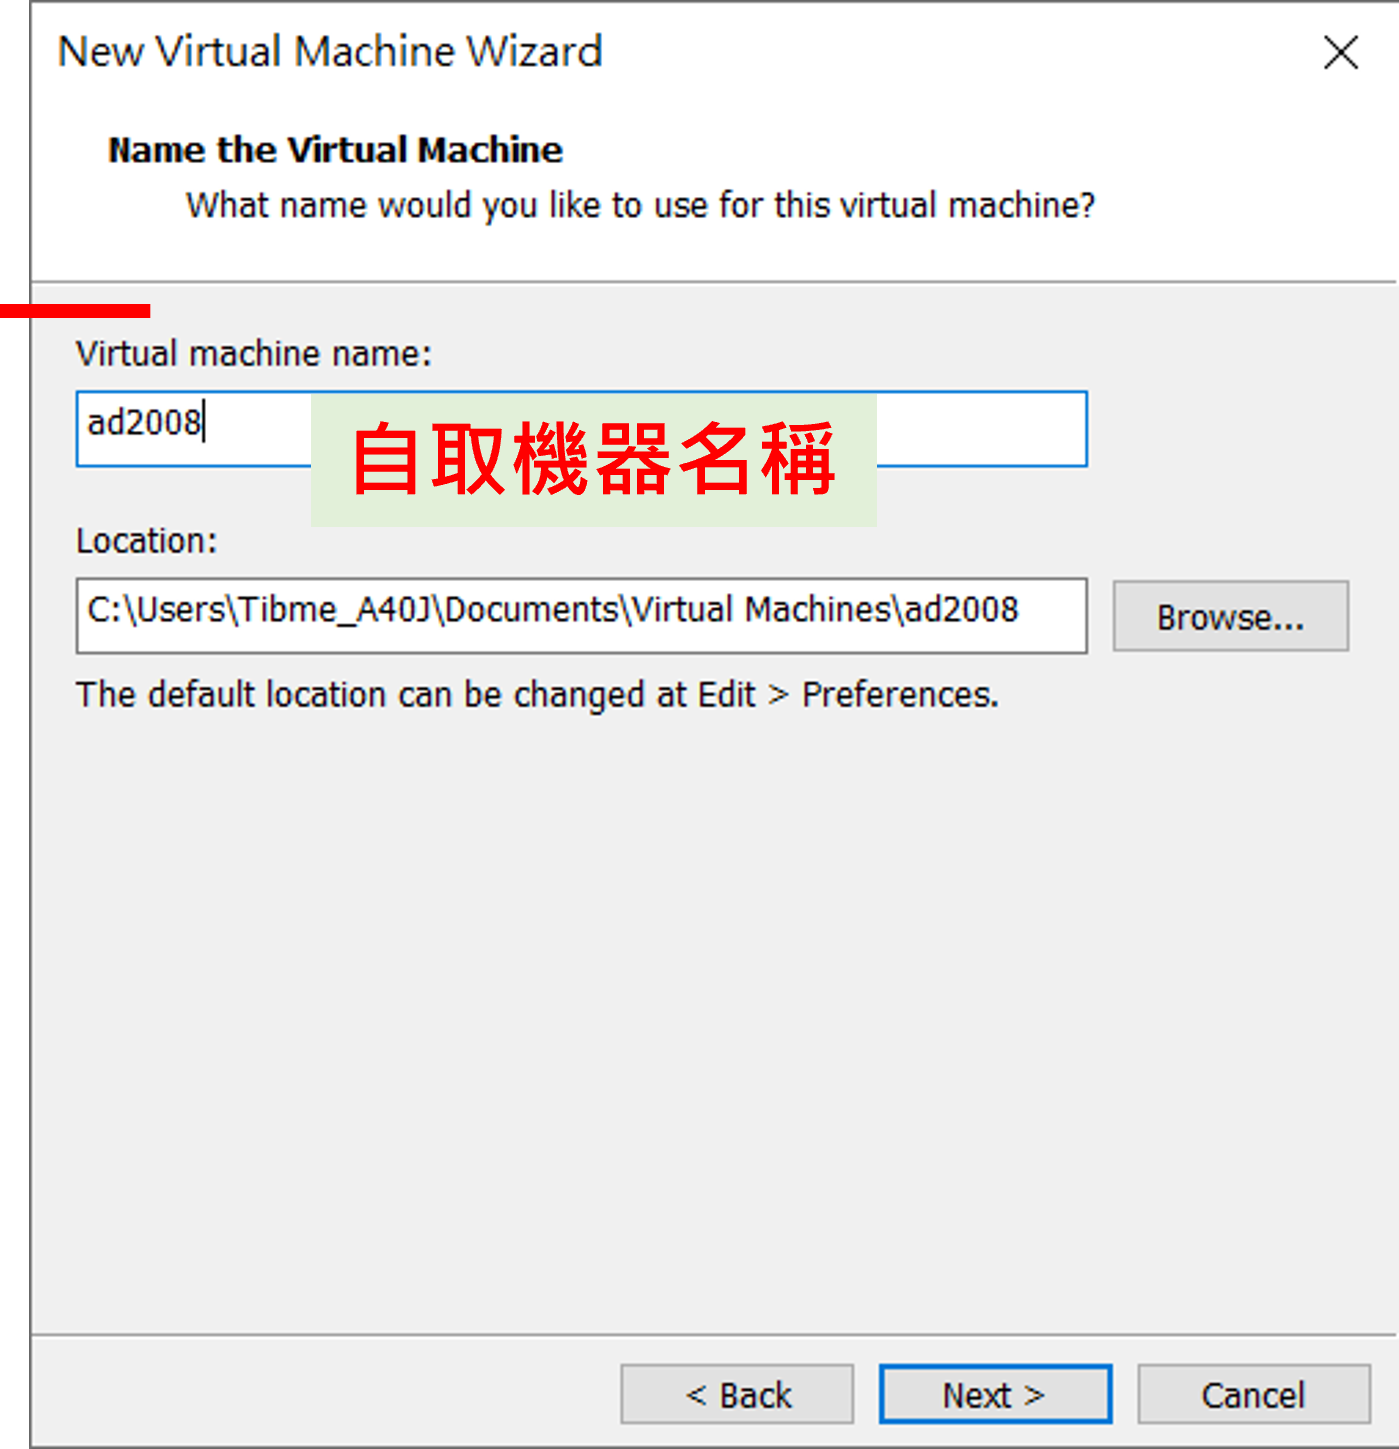 New Virtual Machine Wizard
Name the Virtual Machine
What name would you like to use for this virtual machine?
Virtual machine name:
ad2008
自取機器名稱
Location:
C:\Users\Tibme_A40J\Documents\Virtual Machines\ad2008
Browse...
The default location can be changed at Edit > Preferences.
< Back
Next >
Cancel